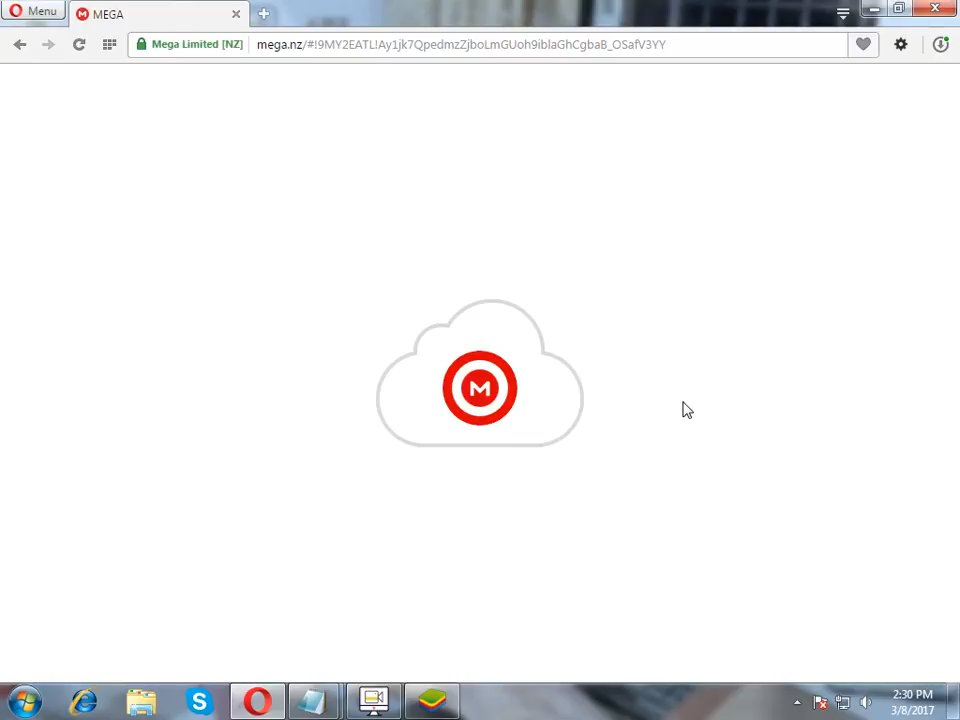 Menu
MEGA
Mega Limited [NZ]
mega.nz/#!9MY2EATL!Ay1jk7QpedmzZjboLmGUoh9iblaGhCgbaB_OSafV3YY
M
2:30 PM
3/8/2017